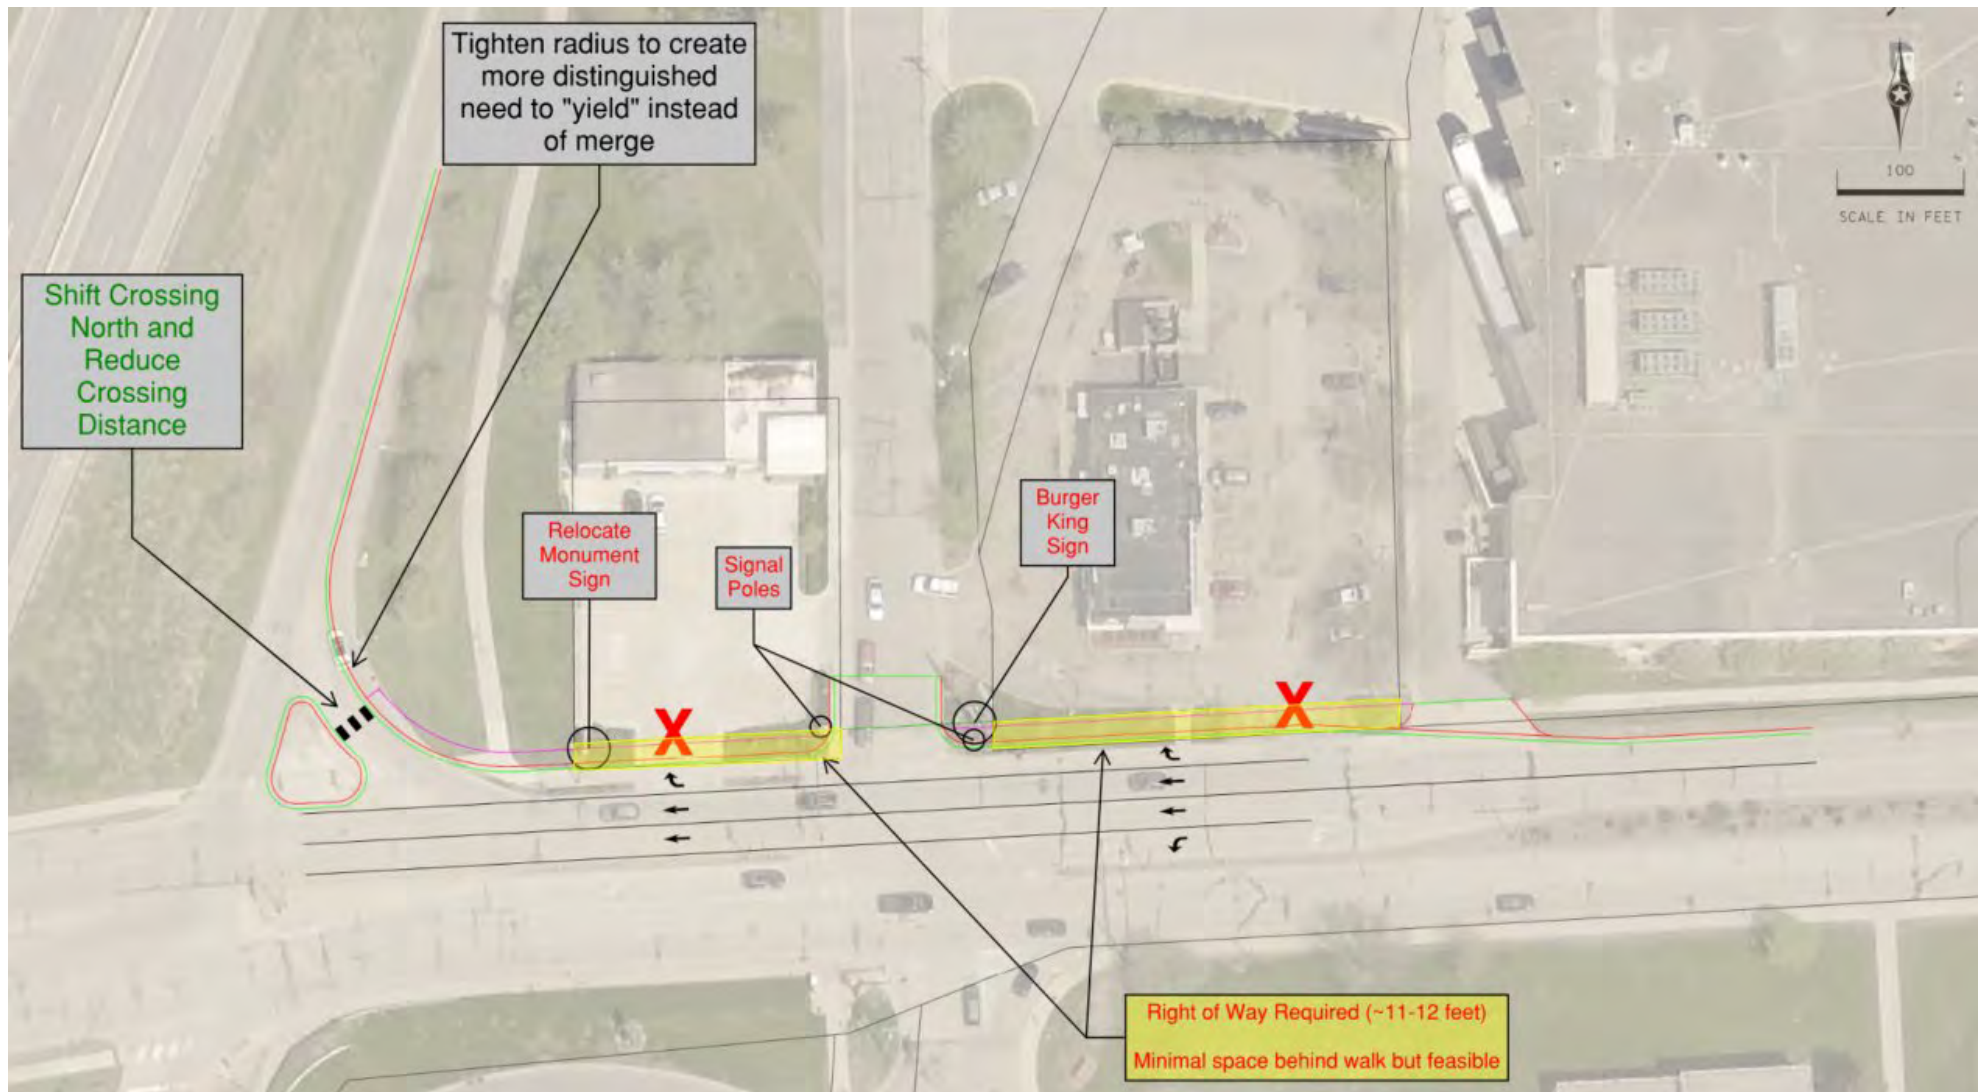 Tighten radius to create
more distinguished
need to "yield" instead
of merge
100
SCALE IN FEET
Shift Crossing
North and
Reduce
Crossing
Distance
Relocate
Monument
Sign
Signal
Poles
Burger
King
Sign
X
X
Right of Way Required (~11-12 feet)
Minimal space behind walk but feasible